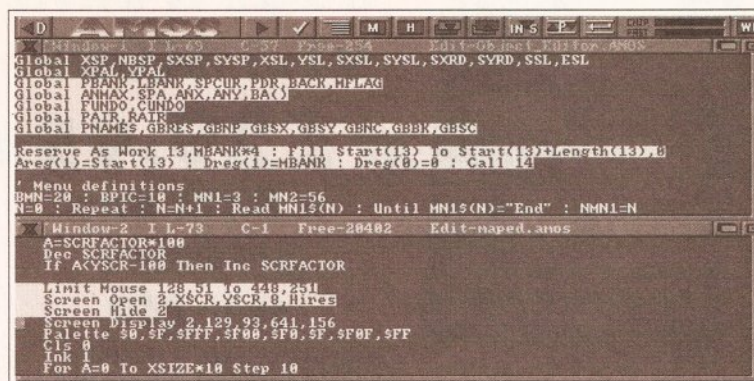 D AMOS M H INS P CHIP FAST W
Window-1 I L-69 C-57 Free-254 Edit-Object_Editor.AMOS
Global XSP,NBSP,SXSP,SYSP,XSL,YSL,SXSL,SYSL,SXRD,SYRD,SSL,ESL
Global XPAL,YPAL
Global PBANK,LBANK,SPCUR,PDR,BACK,MFLAG
Global ANMAX,SPA,ANX,ANY,BA()
Global FUNDO,CUNDO
Global PAIR,RAIR
Global PNAMES,GBRES,GBNP,GBSX,GBSY,GBNC,GBBK,GBSC
Reserve As Work 13,MBANK*4 : Fill Start(13) To Start(13)+Length(13),0
Areg(1)=Start(13) : Dreg(1)=MBANK : Dreg(0)=0 : Call 14
' Menu definitions
BMN=20 : BPIC=10 : MN1=3 : MN2=56
N=0 : Repeat : N=N+1 : Read MN1$(N) : Until MN1$(N)="End" : NMN1=N
Window-2 I L-73 C-1 Free-20402 Edit-maped.amos
A=SCRFACTOR*100
Dec SCRFACTOR
If A<YSCR-100 Then Inc SCRFACTOR
Limit Mouse 128,51 To 448,251
Screen Open 2,XSCR,YSCR,8,Hires
Screen Hide 2
Screen Display 2,129,93,641,156
Palette $0,$F,$FFF,$F00,$F0,$F,$F0F,$FF
Cls 0
Ink 1
For A=0 To XSIZE*10 Step 10